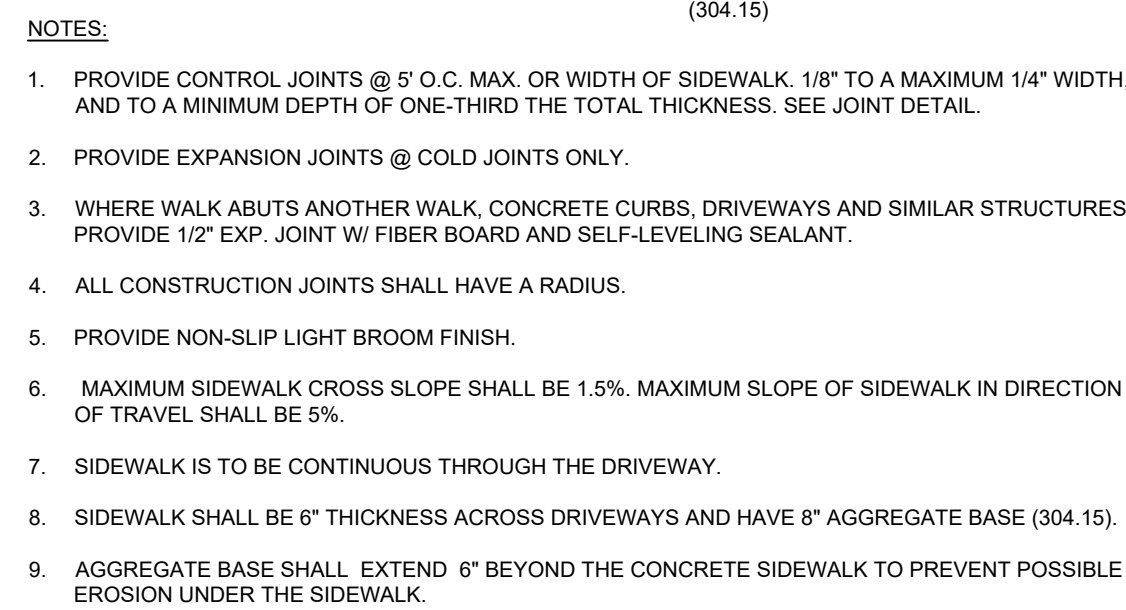 (304.15)
NOTES:
1. PROVIDE CONTROL JOINTS @ 5' O.C. MAX. OR WIDTH OF SIDEWALK. 1/8" TO A MAXIMUM 1/4" WIDTH,
AND TO A MINIMUM DEPTH OF ONE-THIRD THE TOTAL THICKNESS. SEE JOINT DETAIL.
2. PROVIDE EXPANSION JOINTS @ COLD JOINTS ONLY.
3. WHERE WALK ABUTS ANOTHER WALK, CONCRETE CURBS, DRIVEWAYS AND SIMILAR STRUCTURES
PROVIDE 1/2" EXP. JOINT W/ FIBER BOARD AND SELF-LEVELING SEALANT.
4. ALL CONSTRUCTION JOINTS SHALL HAVE A RADIUS.
5. PROVIDE NON-SLIP LIGHT BROOM FINISH.
6. MAXIMUM SIDEWALK CROSS SLOPE SHALL BE 1.5%. MAXIMUM SLOPE OF SIDEWALK IN DIRECTION
OF TRAVEL SHALL BE 5%.
7. SIDEWALK IS TO BE CONTINUOUS THROUGH THE DRIVEWAY.
8. SIDEWALK SHALL BE 6" THICKNESS ACROSS DRIVEWAYS AND HAVE 8" AGGREGATE BASE (304.15).
9. AGGREGATE BASE SHALL EXTEND 6" BEYOND THE CONCRETE SIDEWALK TO PREVENT POSSIBLE
EROSION UNDER THE SIDEWALK.